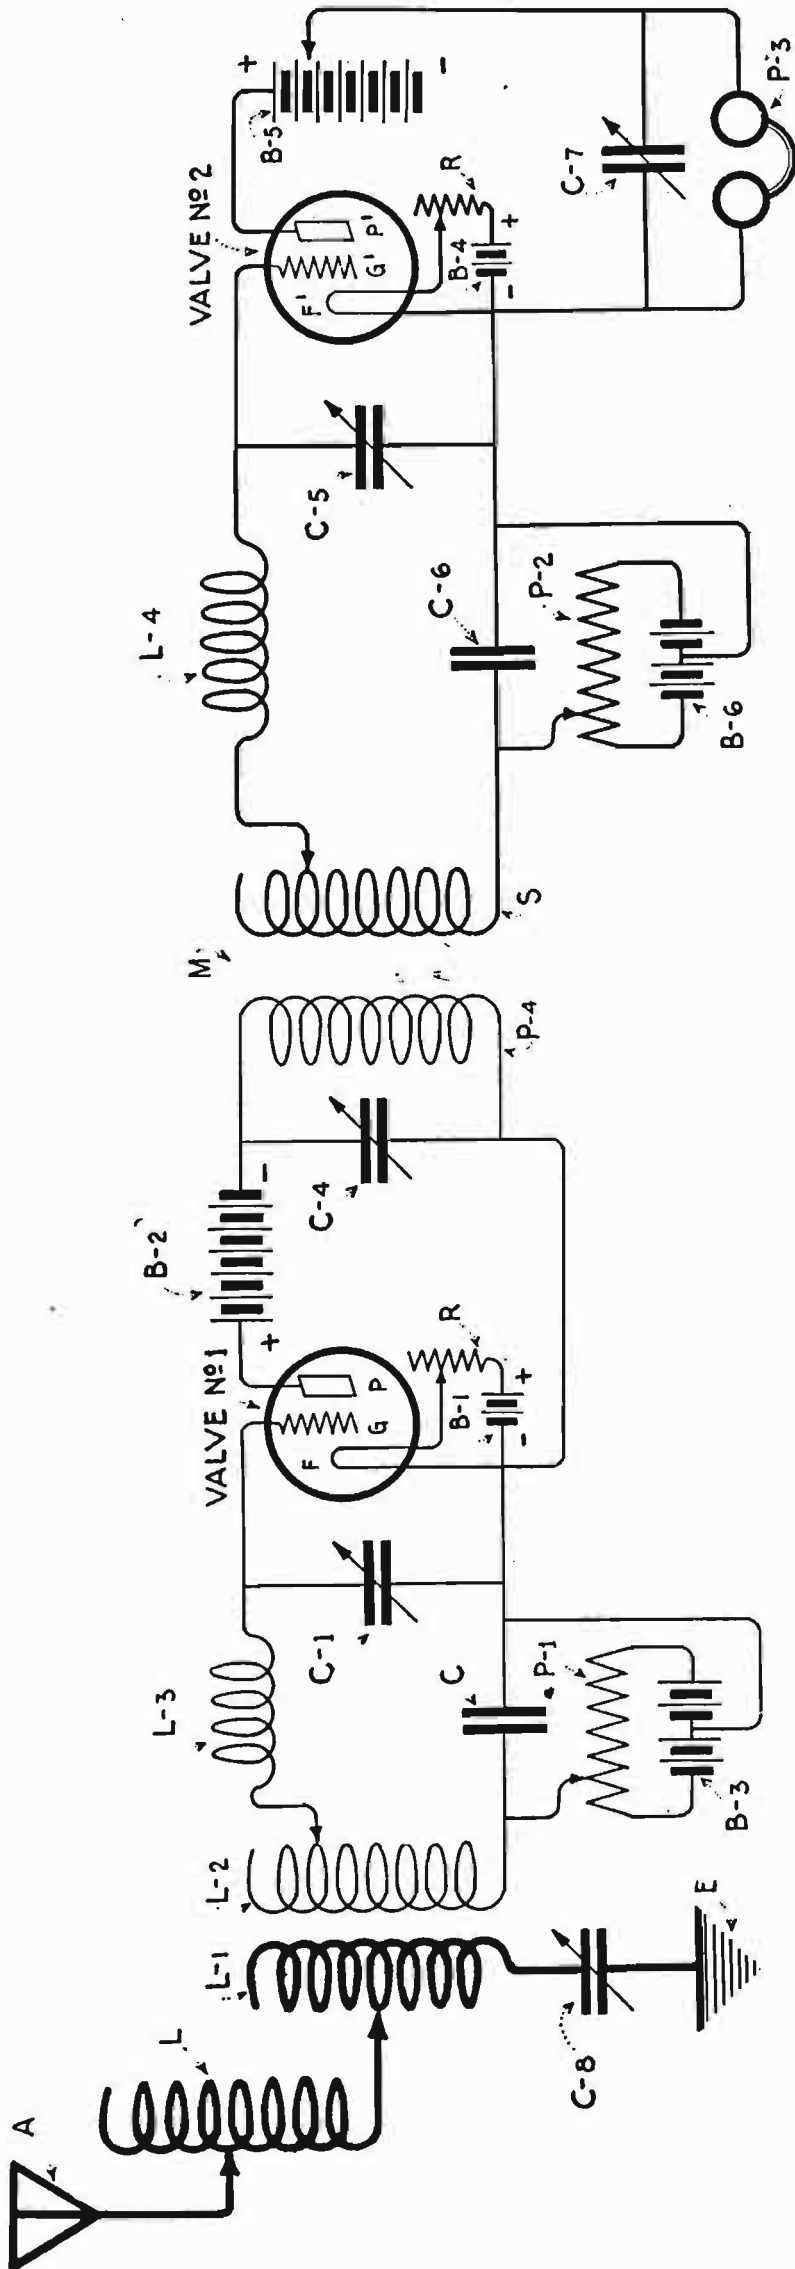 A
L
L-1
C-8
E
L-2
L-3
C-1
C
P-1
B-3
VALVE Nº1
F
G
P
R
B-1
-
+
B-2
+
-
C-4
P-4
M
S
L-4
C-5
C-6
P-2
B-6
VALVE Nº2
F'
G'
P'
R
B-4
-
+
B-5
+
-
C-7
P-3